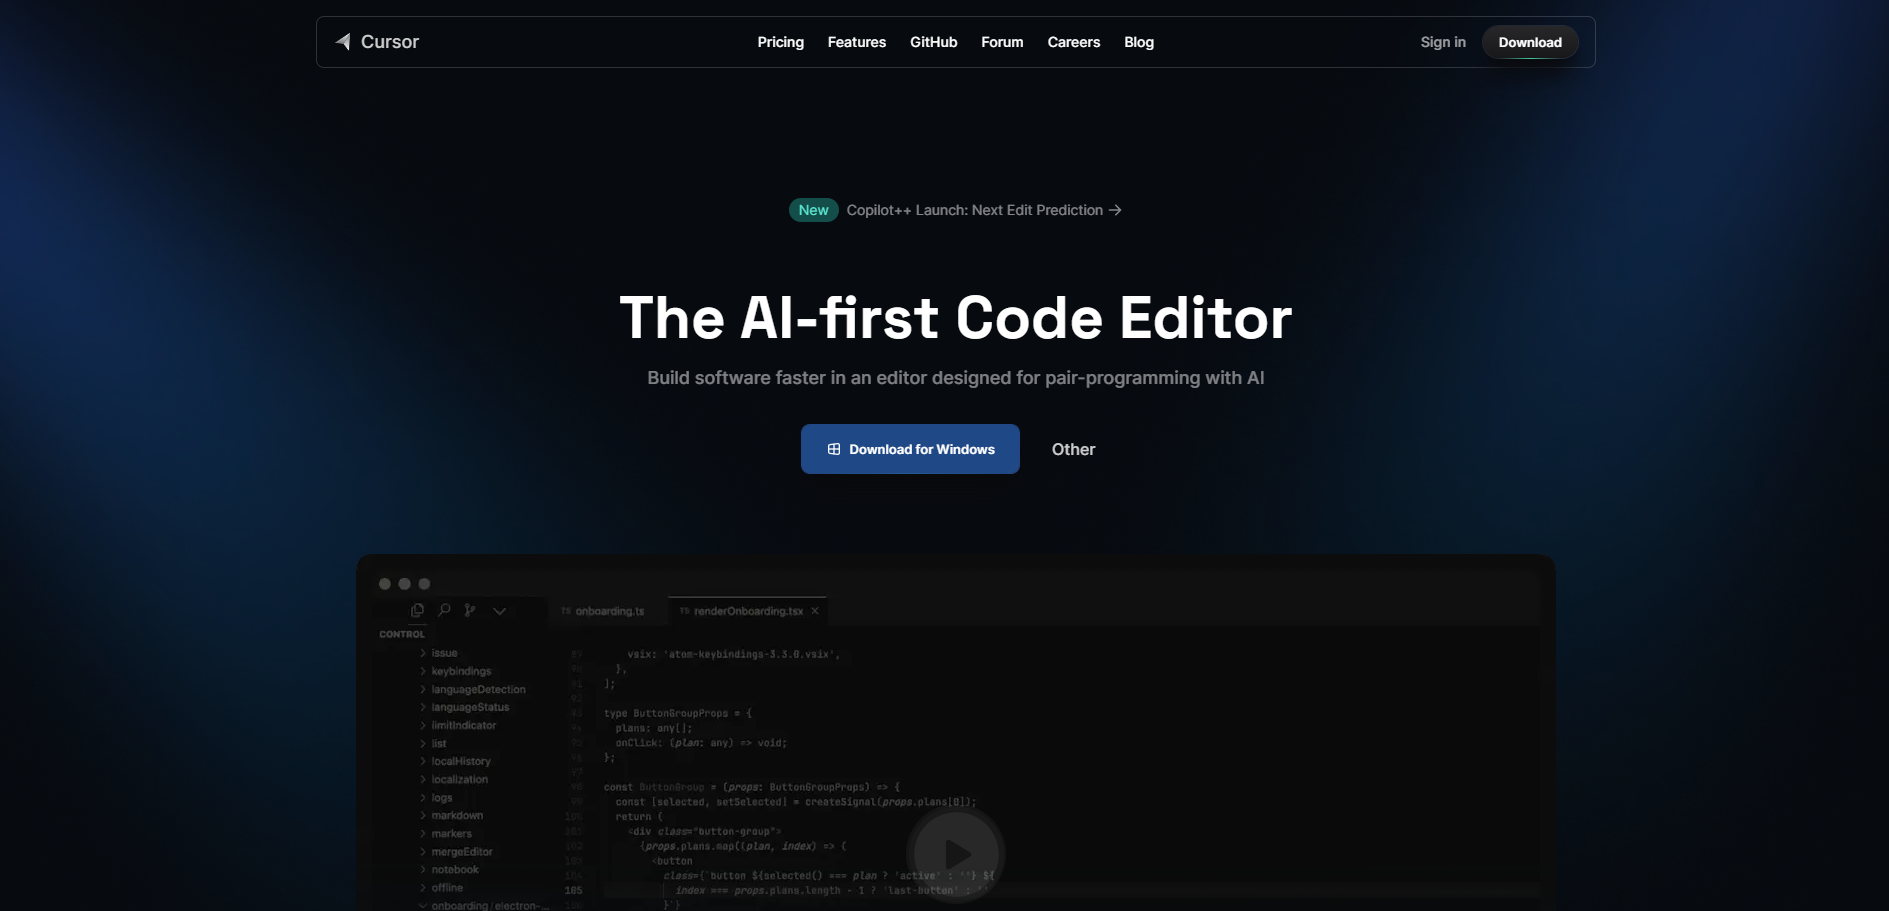 Cursor
Pricing
Features
GitHub
Forum
Careers
Blog
Sign in
Download
New
Copilot++ Launch: Next Edit Prediction →
The AI-first Code Editor
Build software faster in an editor designed for pair-programming with AI
Download for Windows
Other
TS onboarding.ts
TS renderOnboarding.tsx ×
CONTROL
> issue
> keybindings
> languageDetection
> languageStatus
> limitIndicator
> list
> localHistory
> localization
> logs
> markdown
> markers
> mergeEditor
> notebook
> offline
onboarding / electron-...
vsix: 'atom-keybindings-3.3.0.vsix',
},
];
type ButtonGroupProps = {
plans: any[];
onClick: (plan: any) => void;
};
const ButtonGroup = (props: ButtonGroupProps) => {
const [selected, setSelected] = createSignal(props.plans[0]);
return (
<div class="button-group">
{props.plans.map((plan, index) => (
<button
class={`button ${selected() === plan ? 'active' : ''} ${
105 index === props.plans.length - 1 ? 'last-button' : ''
}`}